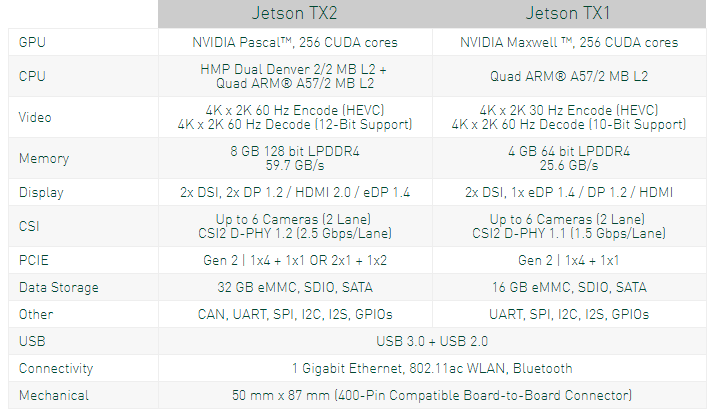 Jetson TX2 Jetson TX1
GPU NVIDIA Pascal™, 256 CUDA cores NVIDIA Maxwell ™, 256 CUDA cores
CPU HMP Dual Denver 2/2 MB L2 +
Quad ARM® A57/2 MB L2 Quad ARM® A57/2 MB L2
Video 4K x 2K 60 Hz Encode (HEVC)
4K x 2K 60 Hz Decode (12-Bit Support) 4K x 2K 30 Hz Encode (HEVC)
4K x 2K 60 Hz Decode (10-Bit Support)
Memory 8 GB 128 bit LPDDR4
59.7 GB/s 4 GB 64 bit LPDDR4
25.6 GB/s
Display 2x DSI, 2x DP 1.2 / HDMI 2.0 / eDP 1.4 2x DSI, 1x eDP 1.4 / DP 1.2 / HDMI
CSI Up to 6 Cameras (2 Lane)
CSI2 D-PHY 1.2 (2.5 Gbps/Lane) Up to 6 Cameras (2 Lane)
CSI2 D-PHY 1.1 (1.5 Gbps/Lane)
PCIE Gen 2 | 1x4 + 1x1 OR 2x1 + 1x2 Gen 2 | 1x4 + 1x1
Data Storage 32 GB eMMC, SDIO, SATA 16 GB eMMC, SDIO, SATA
Other CAN, UART, SPI, I2C, I2S, GPIOs UART, SPI, I2C, I2S, GPIOs
USB USB 3.0 + USB 2.0
Connectivity 1 Gigabit Ethernet, 802.11ac WLAN, Bluetooth
Mechanical 50 mm x 87 mm (400-Pin Compatible Board-to-Board Connector)